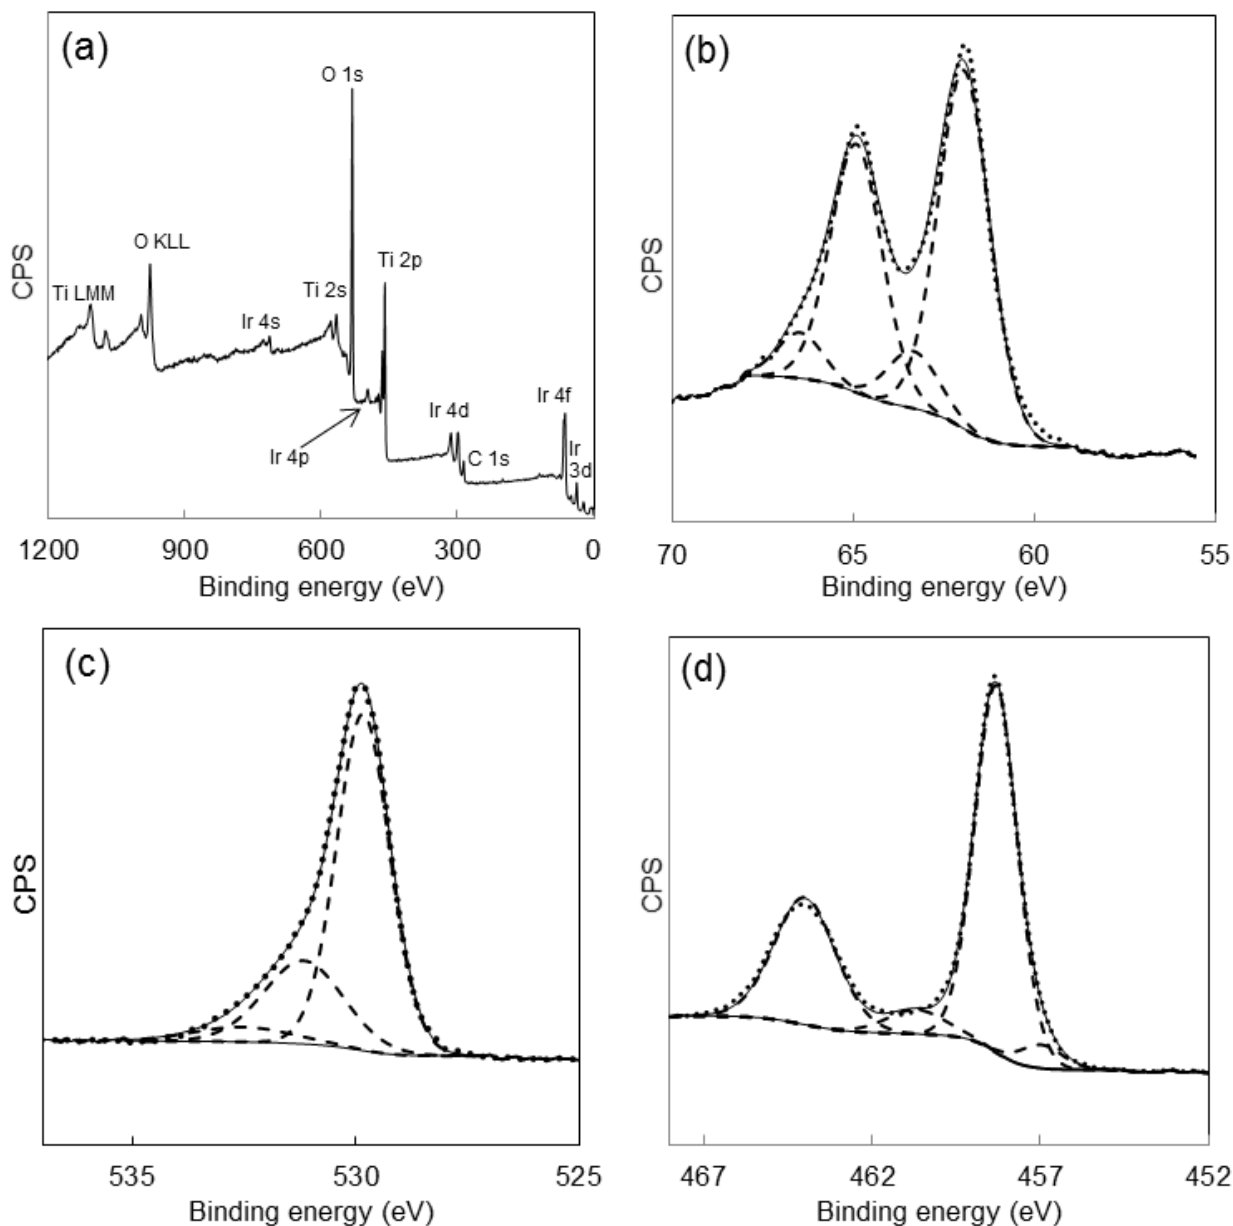 (a)
O 1s
O KLL
Ti 2p
Ti LMM
Ti 2s
Ir 4s
Ir 4p
Ir 4d
C 1s
Ir 4f
Ir
3d
CPS
1200 900 600 300 0
Binding energy (eV)
(b)
CPS
70 65 60 55
Binding energy (eV)
(c)
CPS
535 530 525
Binding energy (eV)
(d)
CPS
467 462 457 452
Binding energy (eV)